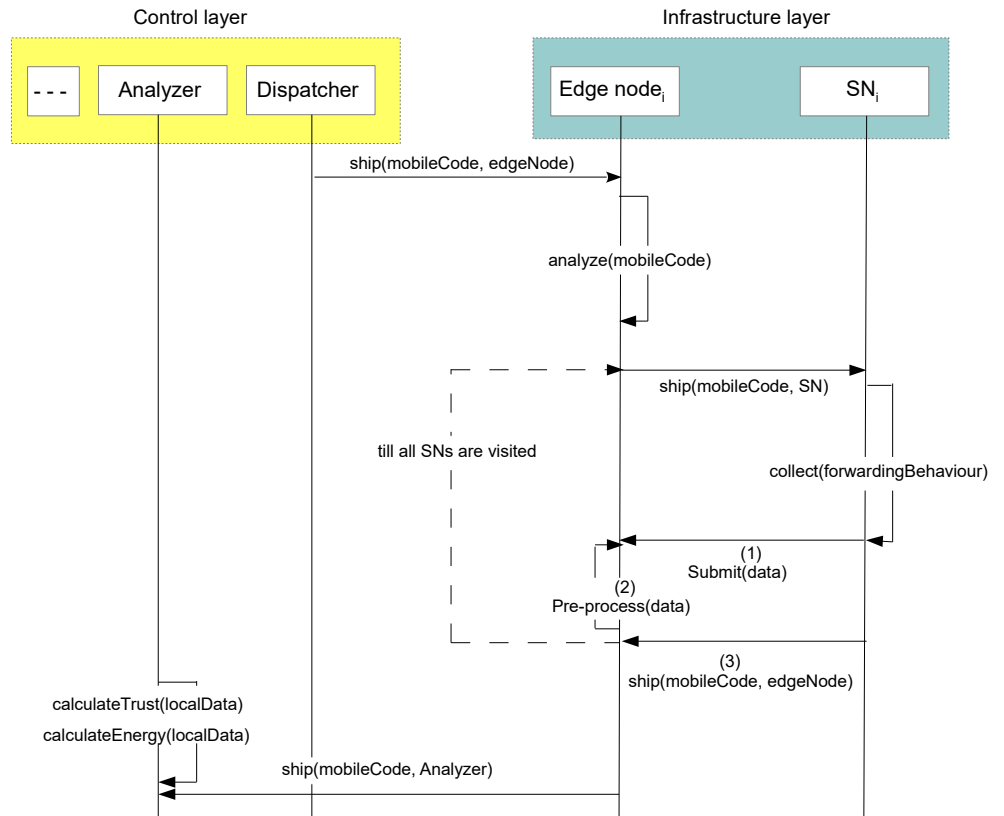 Control layer
Infrastructure layer
- - -
Analyzer
Dispatcher
Edge nodei
SNi
ship(mobileCode, edgeNode)
analyze(mobileCode)
ship(mobileCode, SN)
till all SNs are visited
collect(forwardingBehaviour)
(1)
Submit(data)
(2)
Pre-process(data)
(3)
ship(mobileCode, edgeNode)
calculateTrust(localData)
calculateEnergy(localData)
ship(mobileCode, Analyzer)